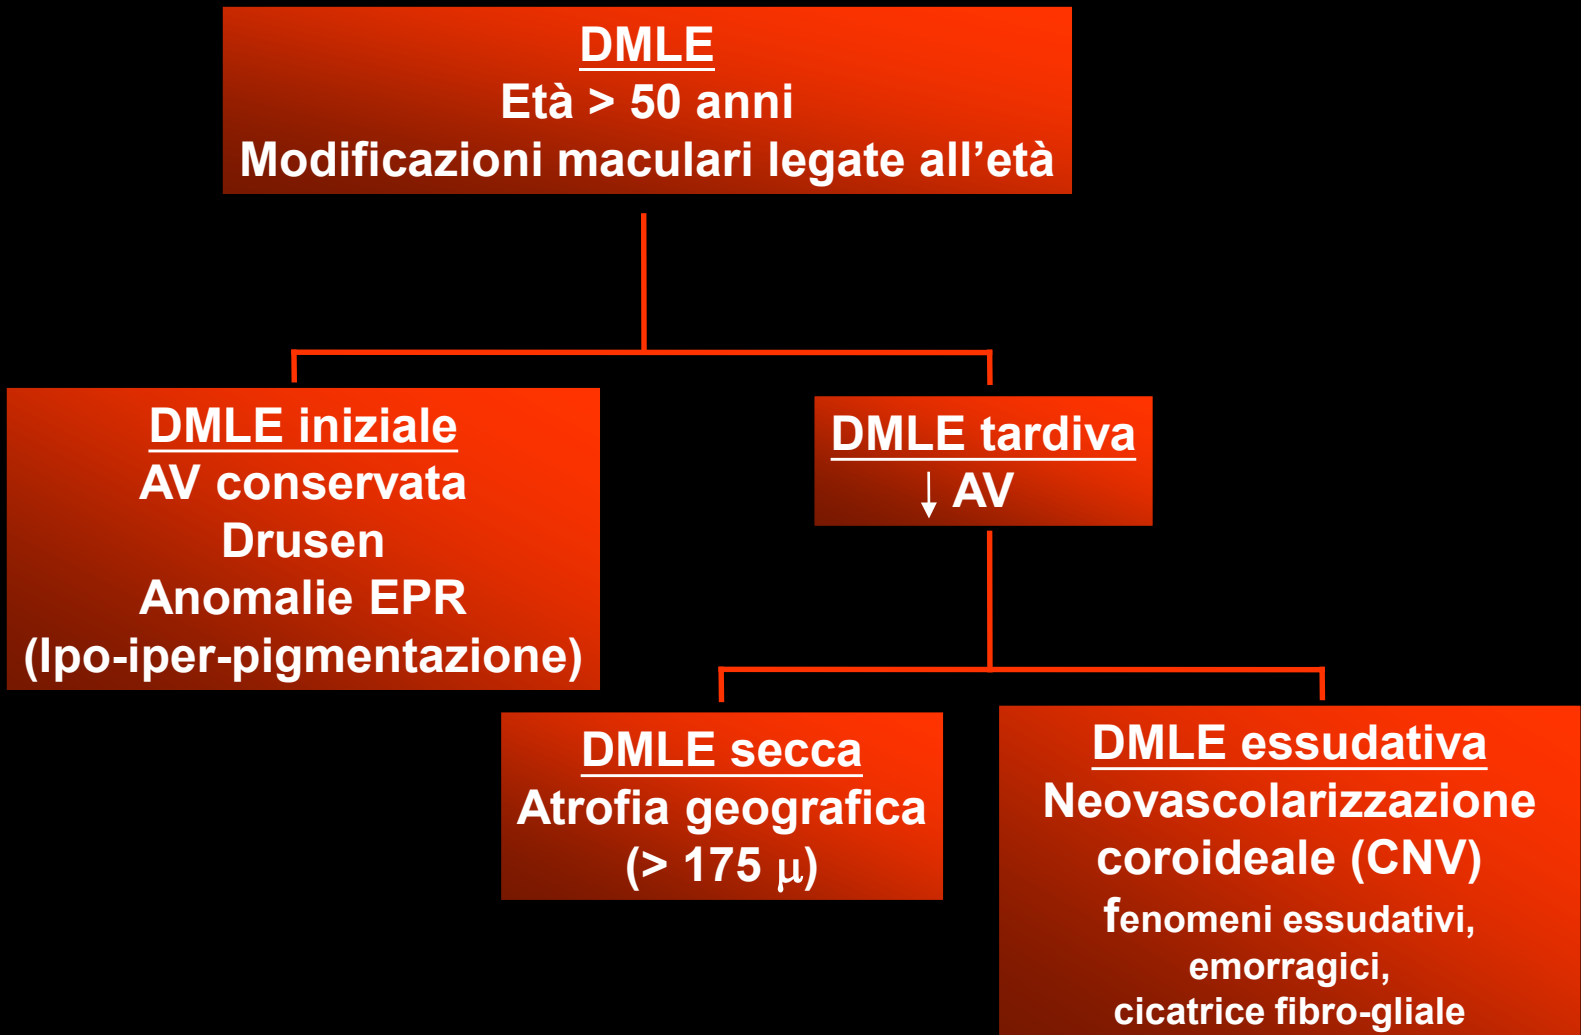 DMLE
Età > 50 anni
Modificazioni maculari legate all’età
DMLE iniziale
AV conservata
Drusen
Anomalie EPR
(Ipo-iper-pigmentazione)
DMLE tardiva
↓ AV
DMLE secca
Atrofia geografica
(> 175 μ)
DMLE essudativa
Neovascolarizzazione
coroideale (CNV)
fenomeni essudativi,
emorragici,
cicatrice fibro-gliale